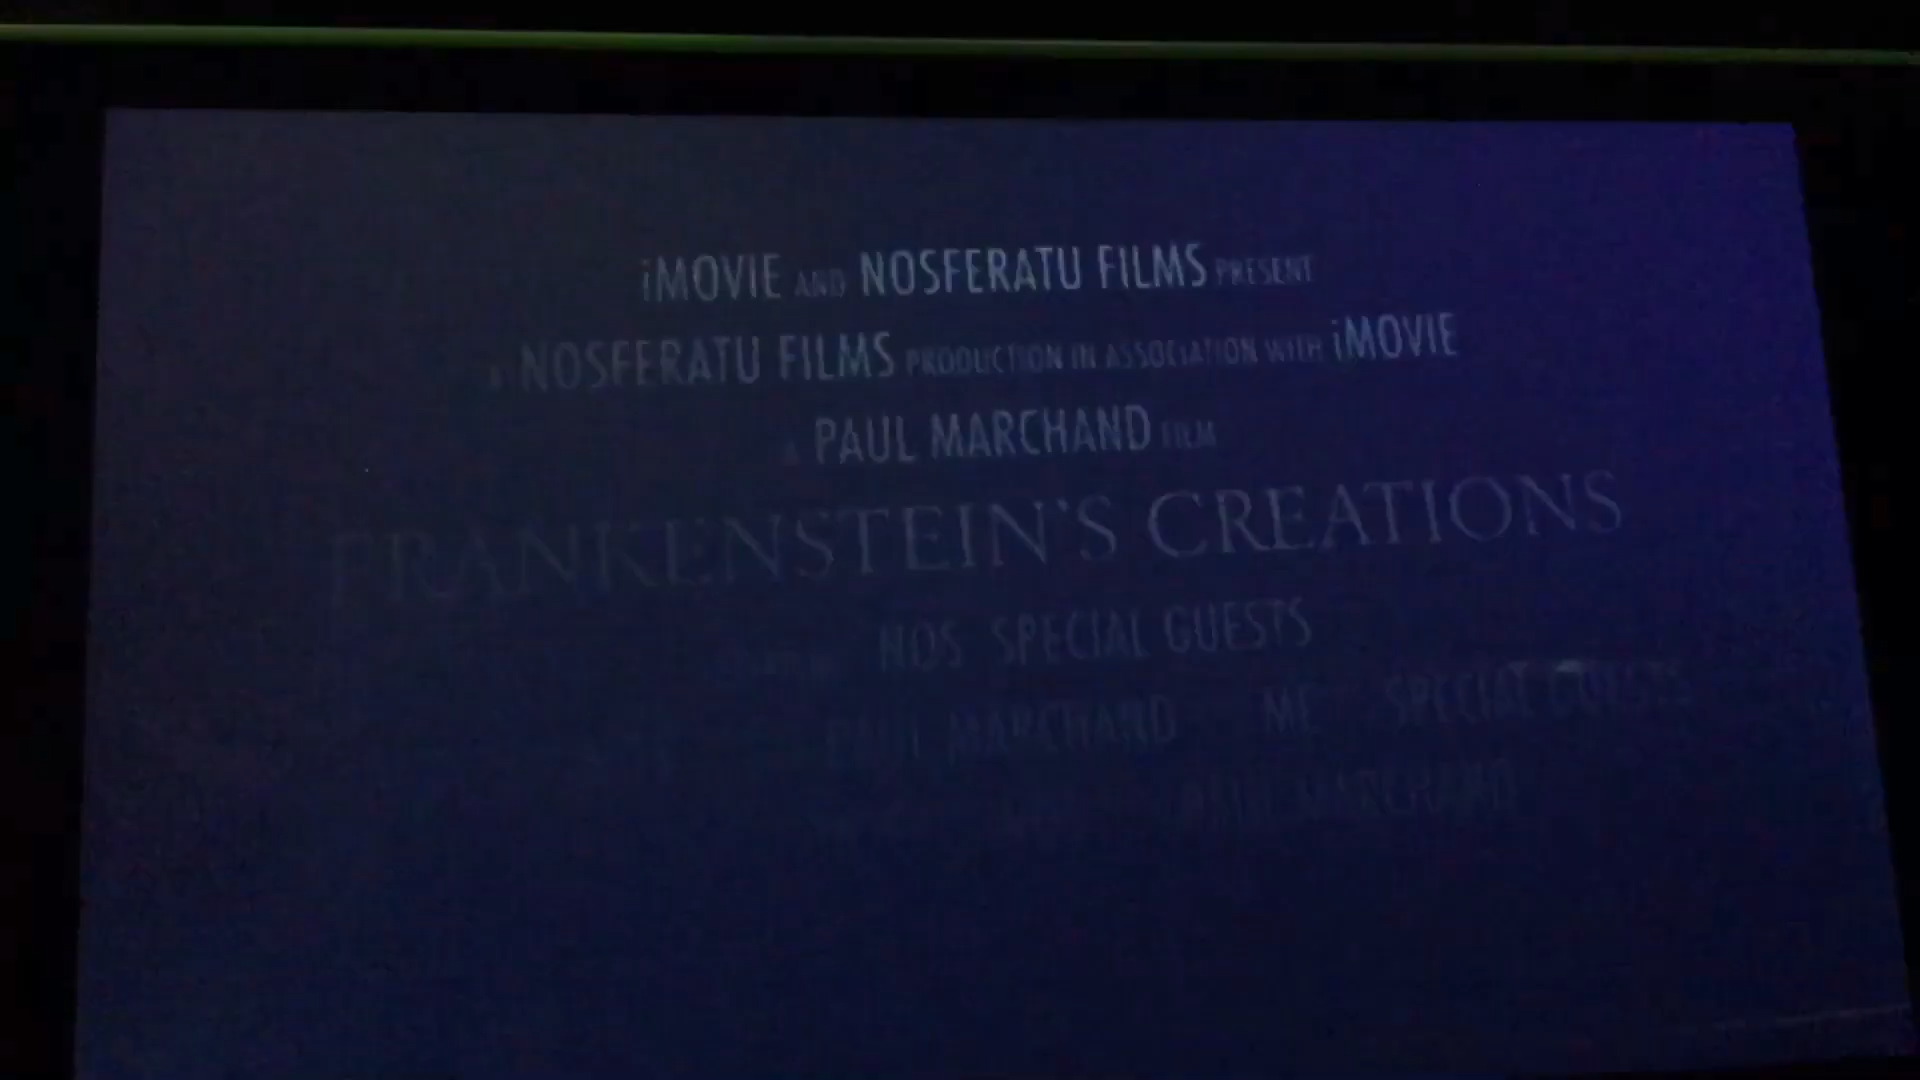 iMOVIE AND NOSFERATU FILMS PRESENT
A NOSFERATU FILMS PRODUCTION IN ASSOCIATION WITH iMOVIE
A PAUL MARCHAND FILM
FRANKENSTEIN'S CREATIONS
NOS SPECIAL GUESTS
PAUL MARCHAND ME SPECIAL GUESTS
PAUL MARCHAND